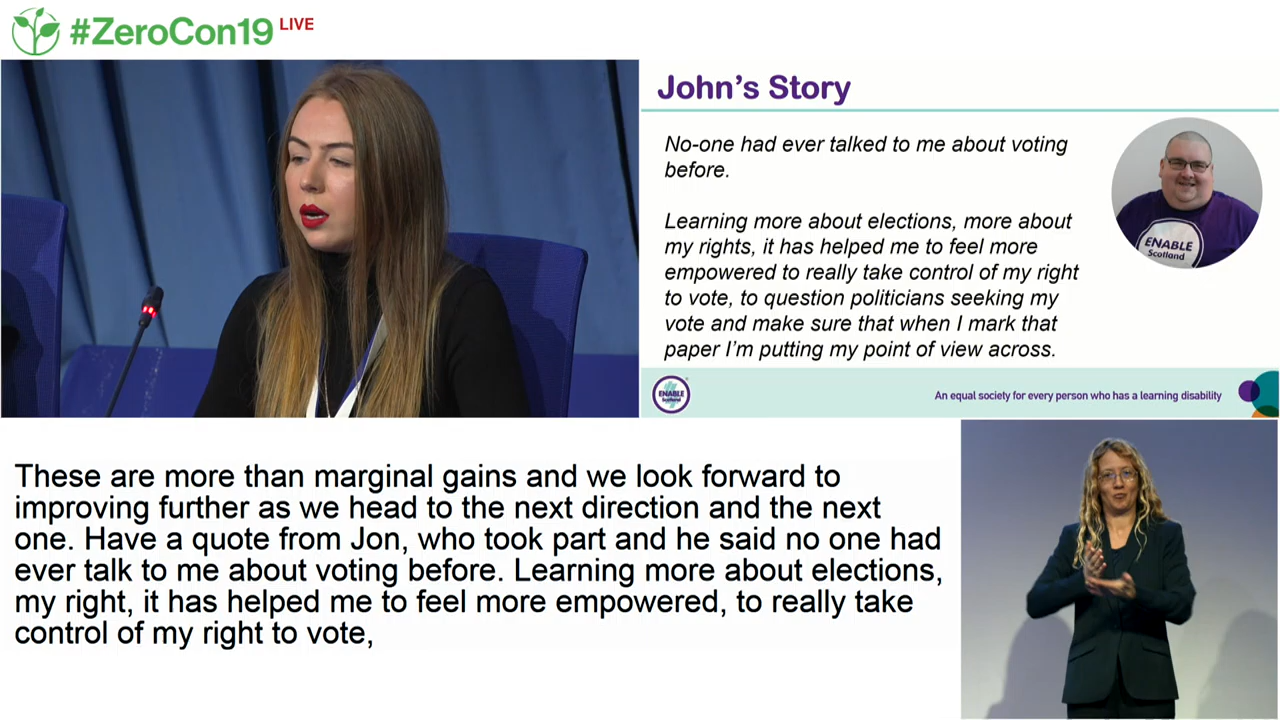 #ZeroCon19 LIVE
John's Story
No-one had ever talked to me about voting
before.
Learning more about elections, more about
my rights, it has helped me to feel more
empowered to really take control of my right
to vote, to question politicians seeking my
vote and make sure that when I mark that
paper I'm putting my point of view across.
ENABLE
Scotland
ENABLE
Scotland
An equal society for every person who has a learning disability
These are more than marginal gains and we look forward to
improving further as we head to the next direction and the next
one. Have a quote from Jon, who took part and he said no one had
ever talk to me about voting before. Learning more about elections,
my right, it has helped me to feel more empowered, to really take
control of my right to vote,